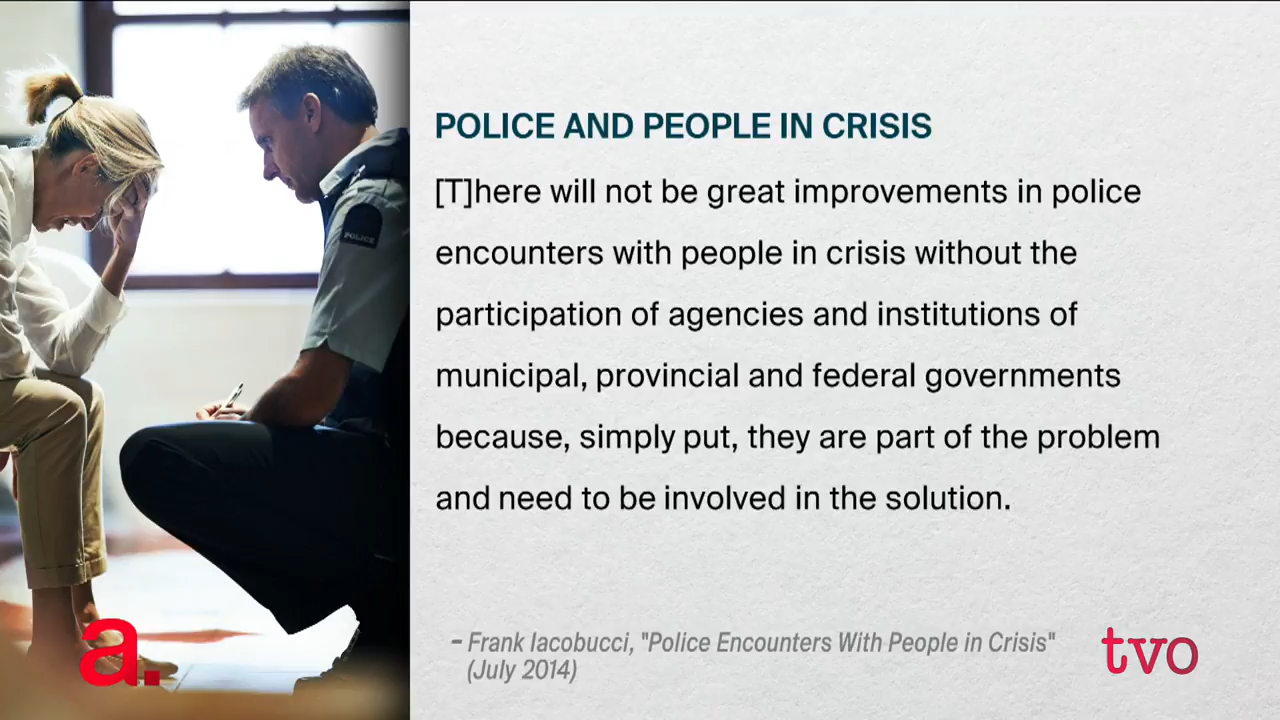 POLICE AND PEOPLE IN CRISIS
[T]here will not be great improvements in police
encounters with people in crisis without the
participation of agencies and institutions of
municipal, provincial and federal governments
because, simply put, they are part of the problem
and need to be involved in the solution.
– Frank Iacobucci, "Police Encounters With People in Crisis"
(July 2014)
POLICE
a.
tvo